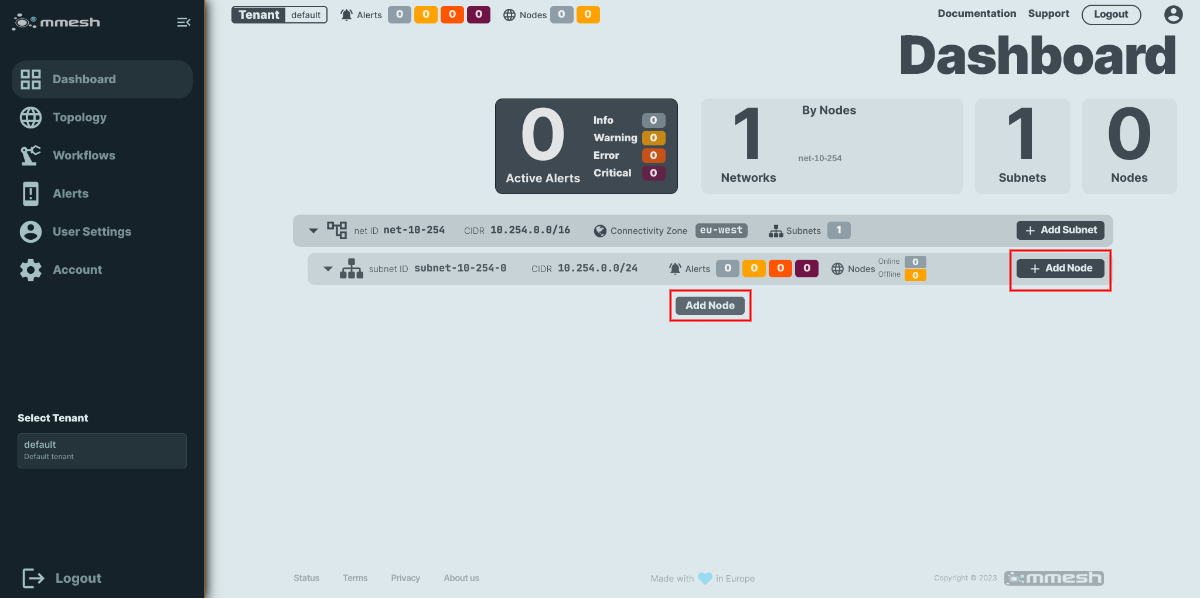 mmesh
Tenant default Alerts 0 0 0 0 Nodes 0 0
Documentation Support Logout
Dashboard
Dashboard
Topology
Workflows
Alerts
User Settings
Account
Select Tenant
default
Default tenant
Logout
0
Active Alerts
Info 0
Warning 0
Error 0
Critical 0
1
Networks
By Nodes
net-10-254
1
Subnets
0
Nodes
net ID net-10-254 CIDR 10.254.0.0/16 Connectivity Zone eu-west Subnets 1 + Add Subnet
subnet ID subnet-10-254-0 CIDR 10.254.0.0/24 Alerts 0 0 0 0 Nodes Online 0 Offline 0 + Add Node
Add Node
Status Terms Privacy About us
Made with in Europe
Copyright © 2023 mmesh